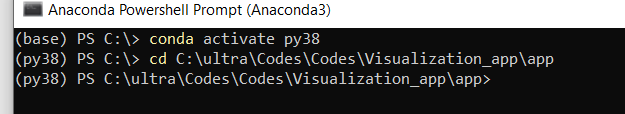 Anaconda Powershell Prompt (Anaconda3)
(base) PS C:\> conda activate py38
(py38) PS C:\> cd C:\ultra\Codes\Codes\Visualization_app\app
(py38) PS C:\ultra\Codes\Codes\Visualization_app\app>